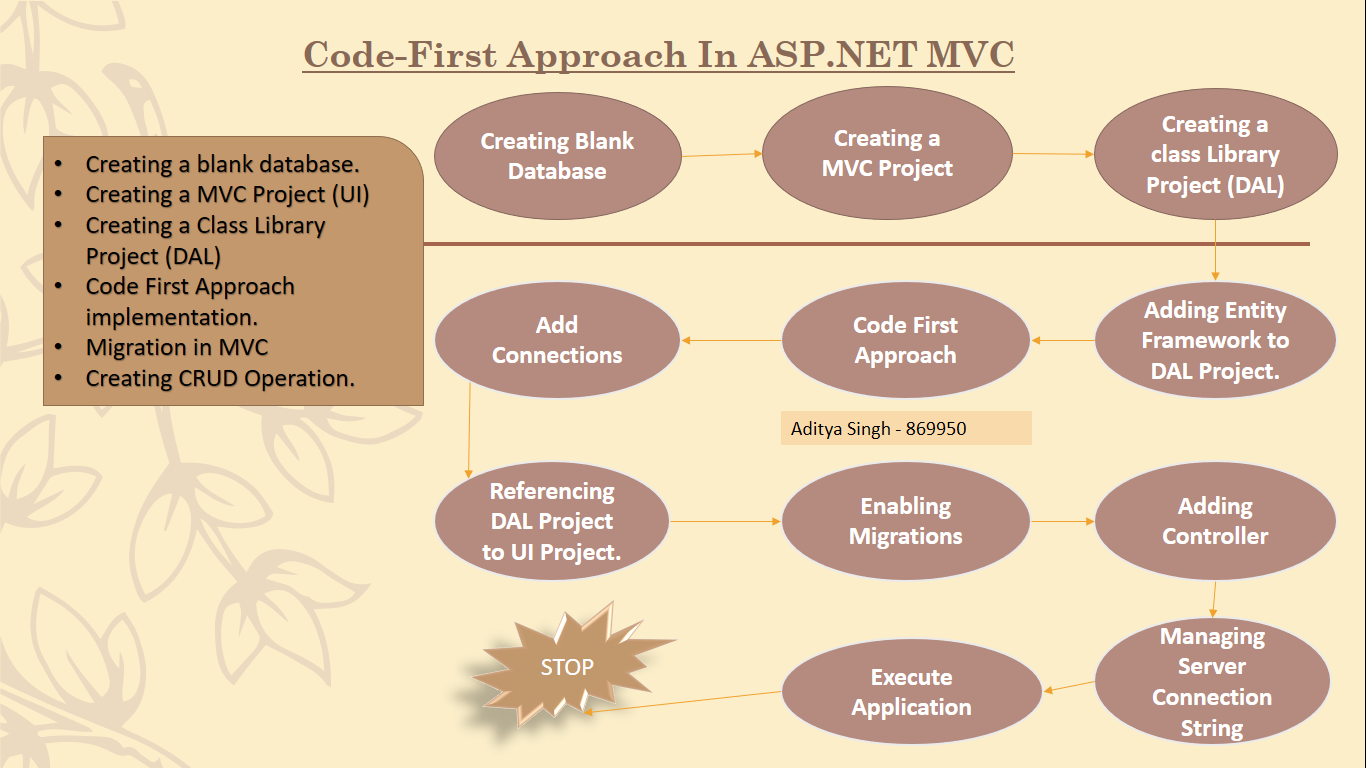 Code-First Approach In ASP.NET MVC
• Creating a blank database.
• Creating a MVC Project (UI)
• Creating a Class Library
Project (DAL)
• Code First Approach
implementation.
• Migration in MVC
• Creating CRUD Operation.
Creating Blank
Database
Creating a
MVC Project
Creating a
class Library
Project (DAL)
Adding Entity
Framework to
DAL Project.
Code First
Approach
Add
Connections
Aditya Singh - 869950
Referencing
DAL Project
to UI Project.
Enabling
Migrations
Adding
Controller
Managing
Server
Connection
String
Execute
Application
STOP